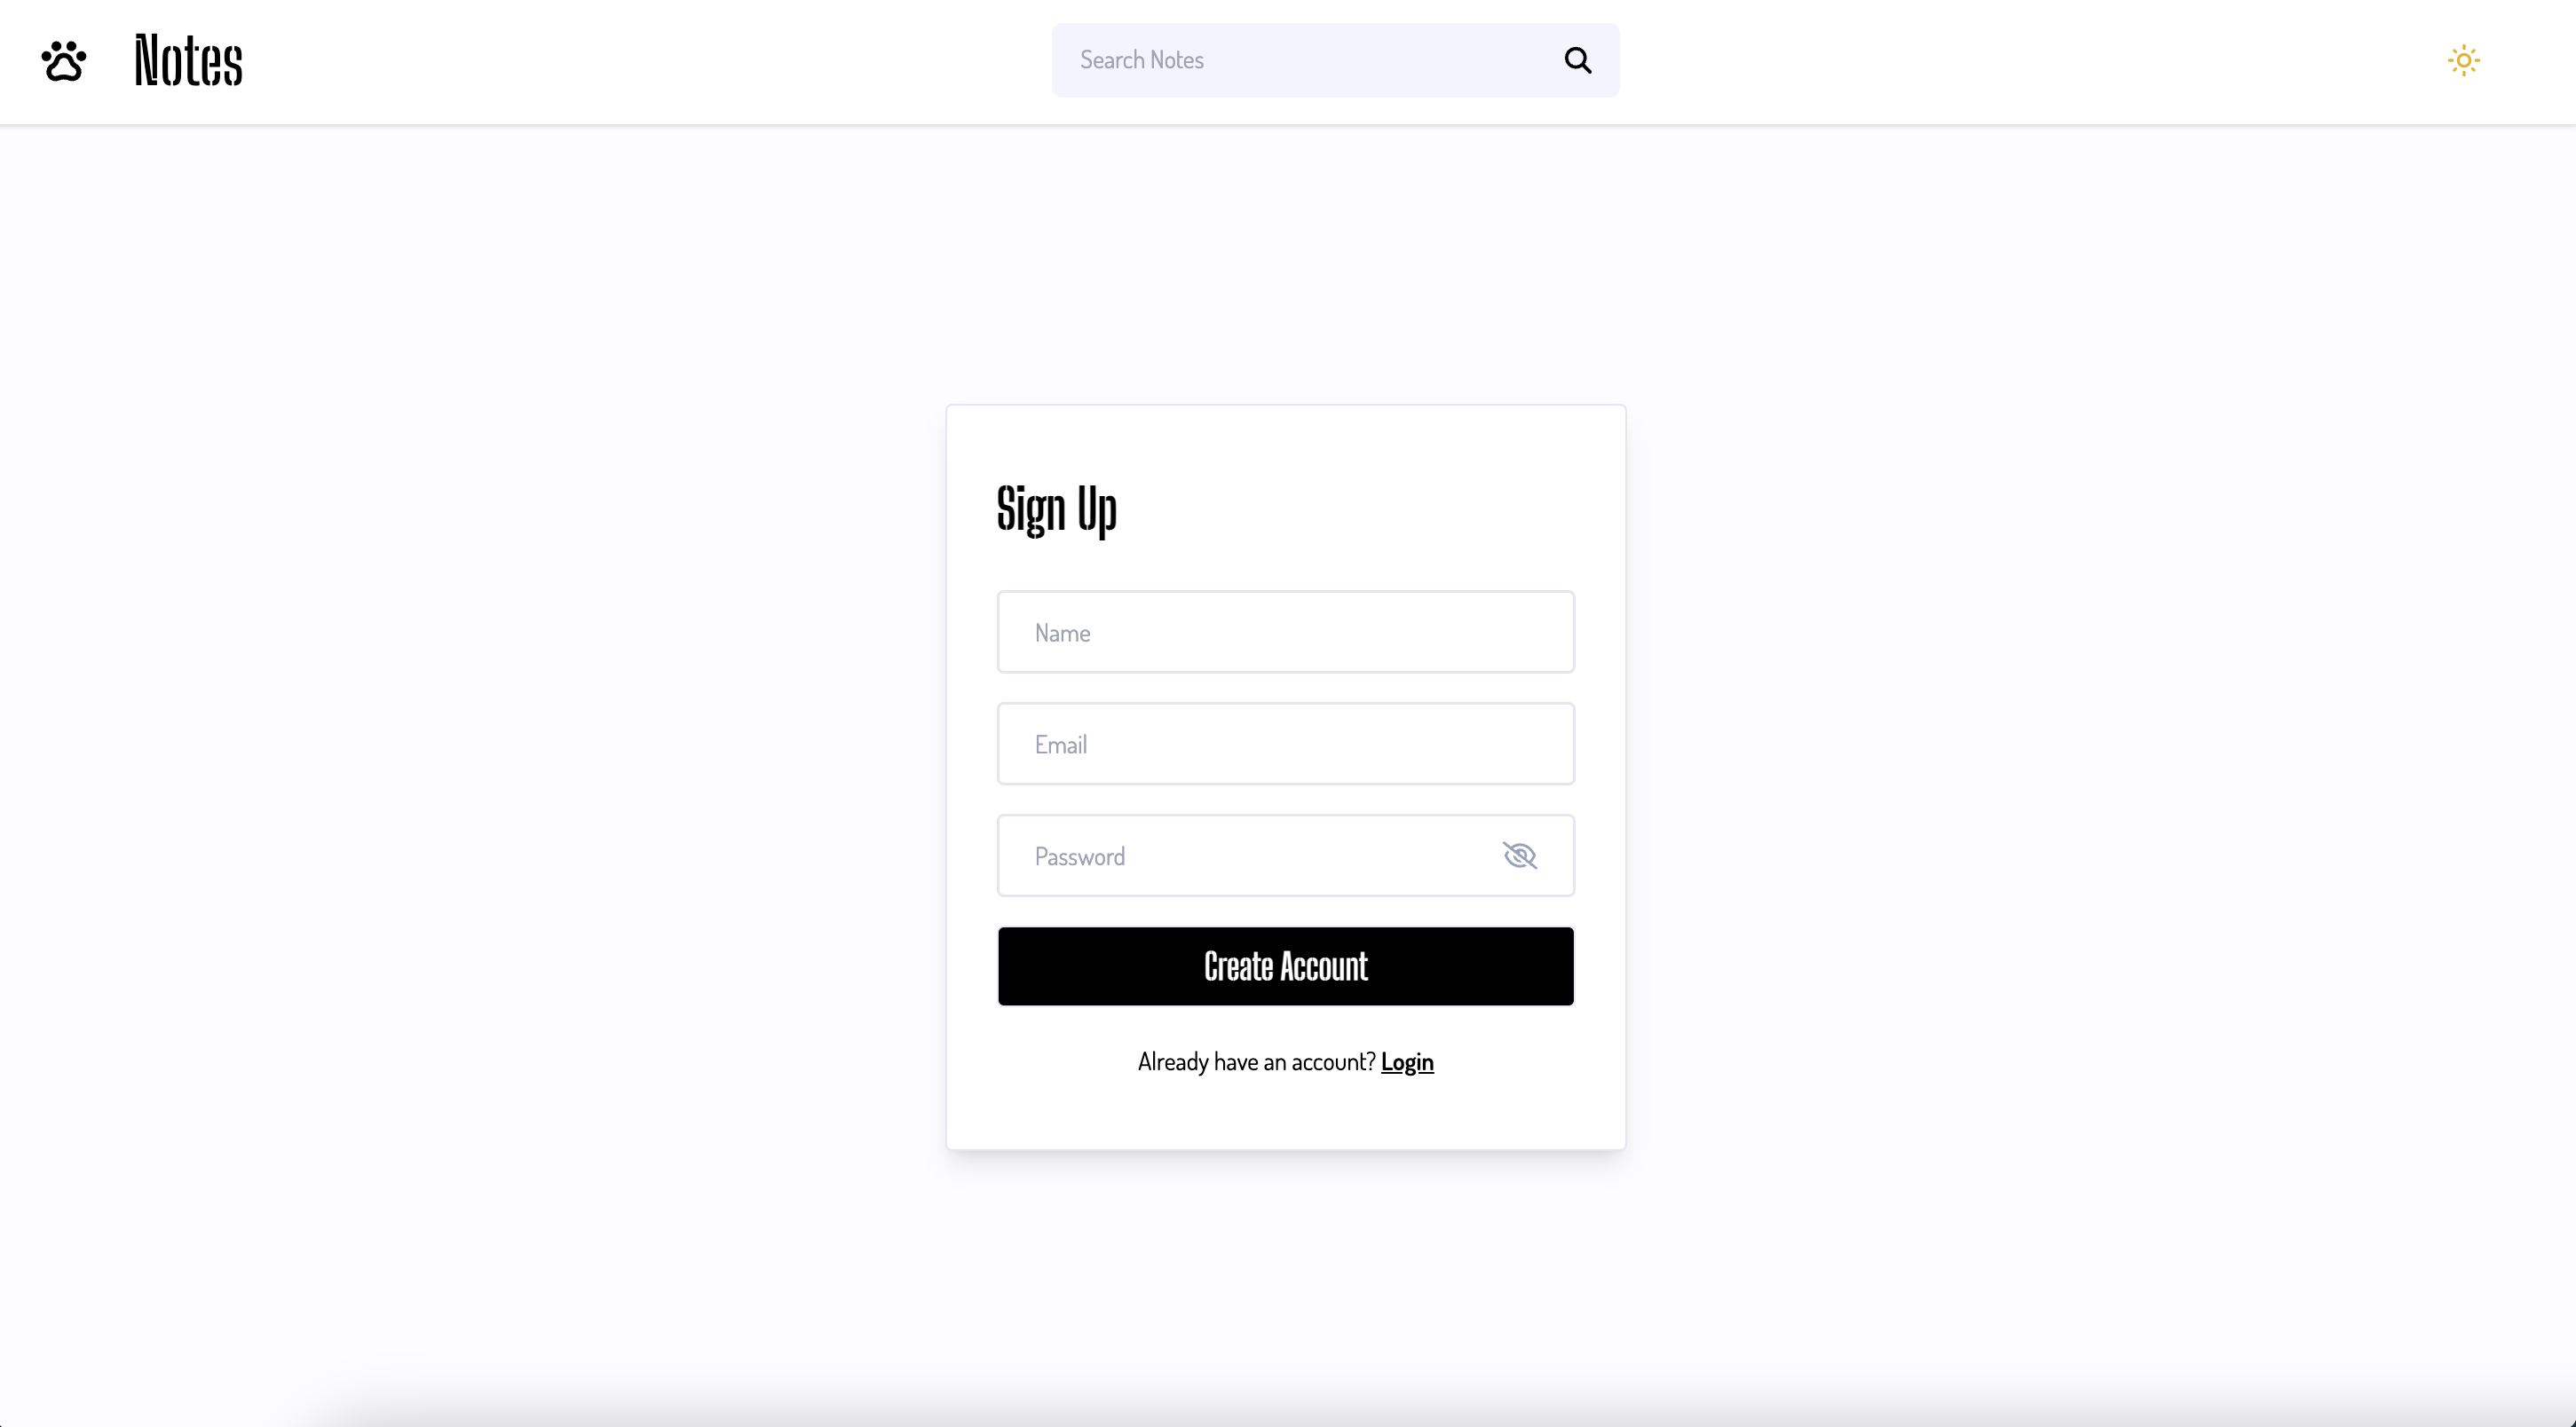 Notes
Search Notes
Sign Up
Name
Email
Password
Create Account
Already have an account? Login